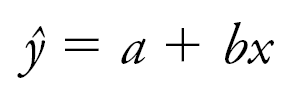 ŷ = a + bx